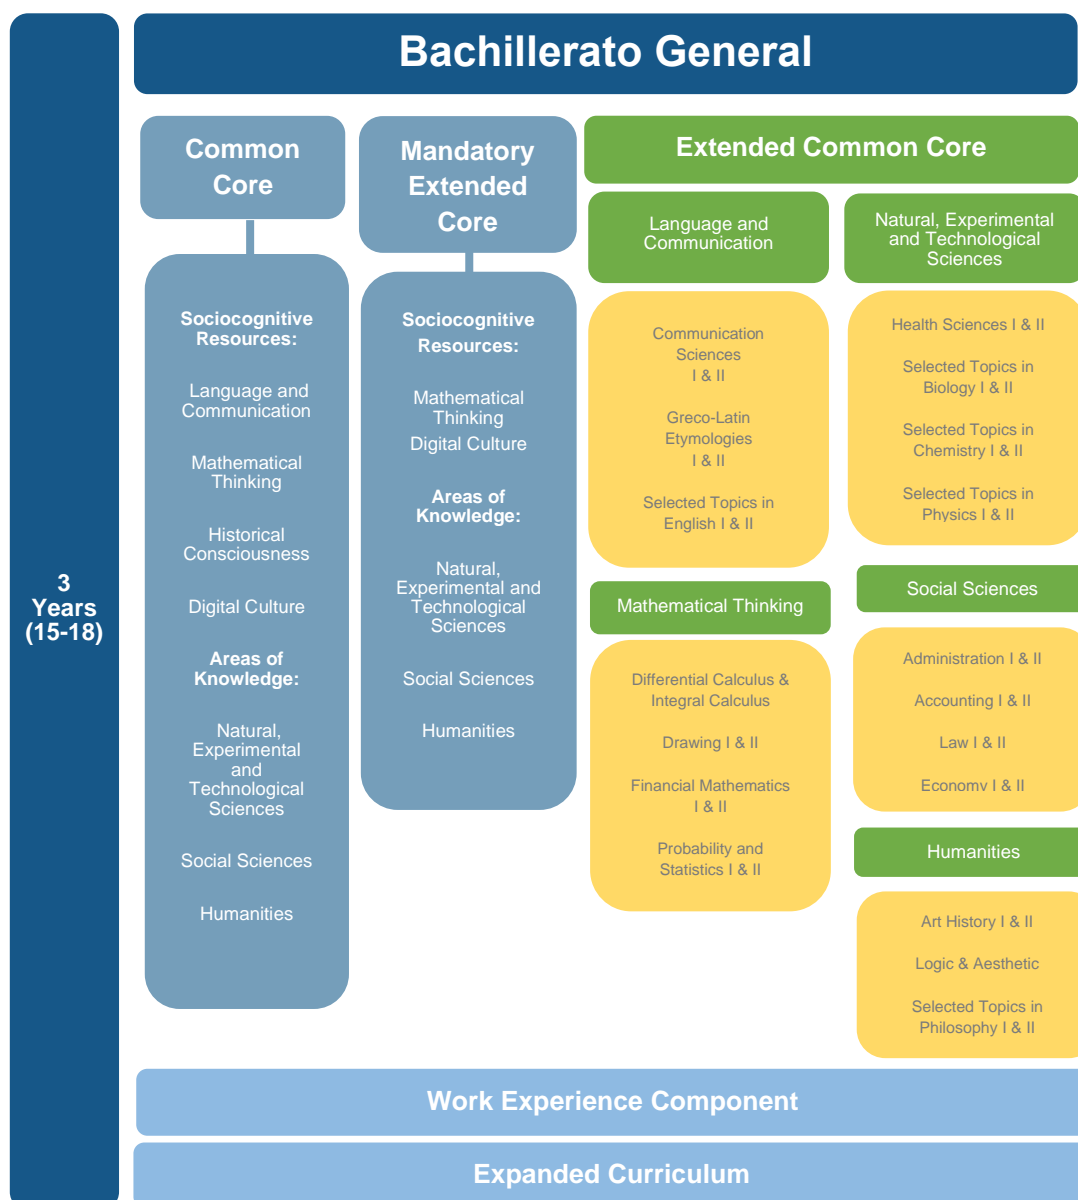 Bachillerato General
3
Years
(15-18)
Common
Core
Sociocognitive
Resources:
Language and
Communication
Mathematical
Thinking
Historical
Consciousness
Digital Culture
Areas of
Knowledge:
Natural,
Experimental
and
Technological
Sciences
Social Sciences
Humanities
Mandatory
Extended
Core
Sociocognitive
Resources:
Mathematical
Thinking
Digital Culture
Areas of
Knowledge:
Natural,
Experimental and
Technological
Sciences
Social Sciences
Humanities
Extended Common Core
Language and
Communication
Communication
Sciences
I & II
Greco-Latin
Etymologies
I & II
Selected Topics in
English I & II
Mathematical Thinking
Differential Calculus &
Integral Calculus
Drawing I & II
Financial Mathematics
I & II
Probability and
Statistics I & II
Natural, Experimental
and Technological
Sciences
Health Sciences I & II
Selected Topics in
Biology I & II
Selected Topics in
Chemistry I & II
Selected Topics in
Physics I & II
Social Sciences
Administration I & II
Accounting I & II
Law I & II
Economy I & II
Humanities
Art History I & II
Logic & Aesthetic
Selected Topics in
Philosophy I & II
Work Experience Component
Expanded Curriculum